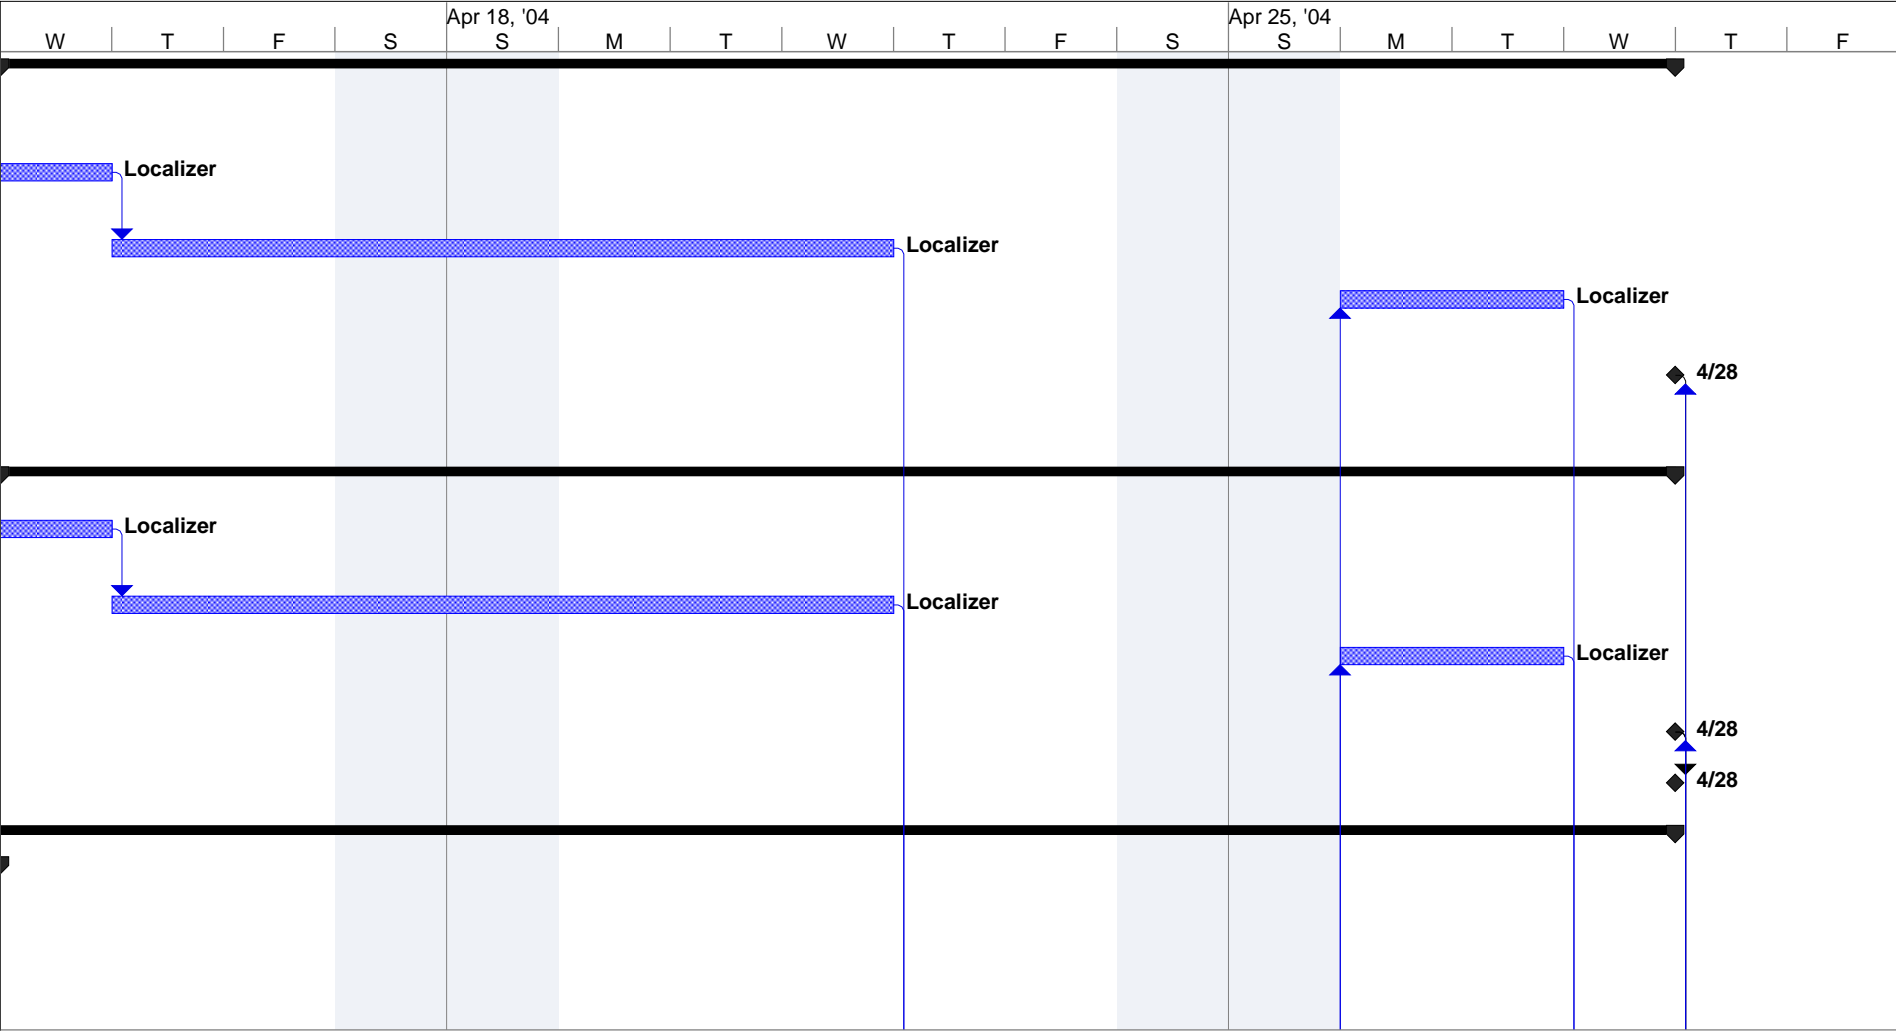 Apr 18, '04 Apr 25, '04
W T F S S M T W T F S S M T W T F
Localizer
Localizer
Localizer
4/28
Localizer
Localizer
Localizer
4/28
4/28